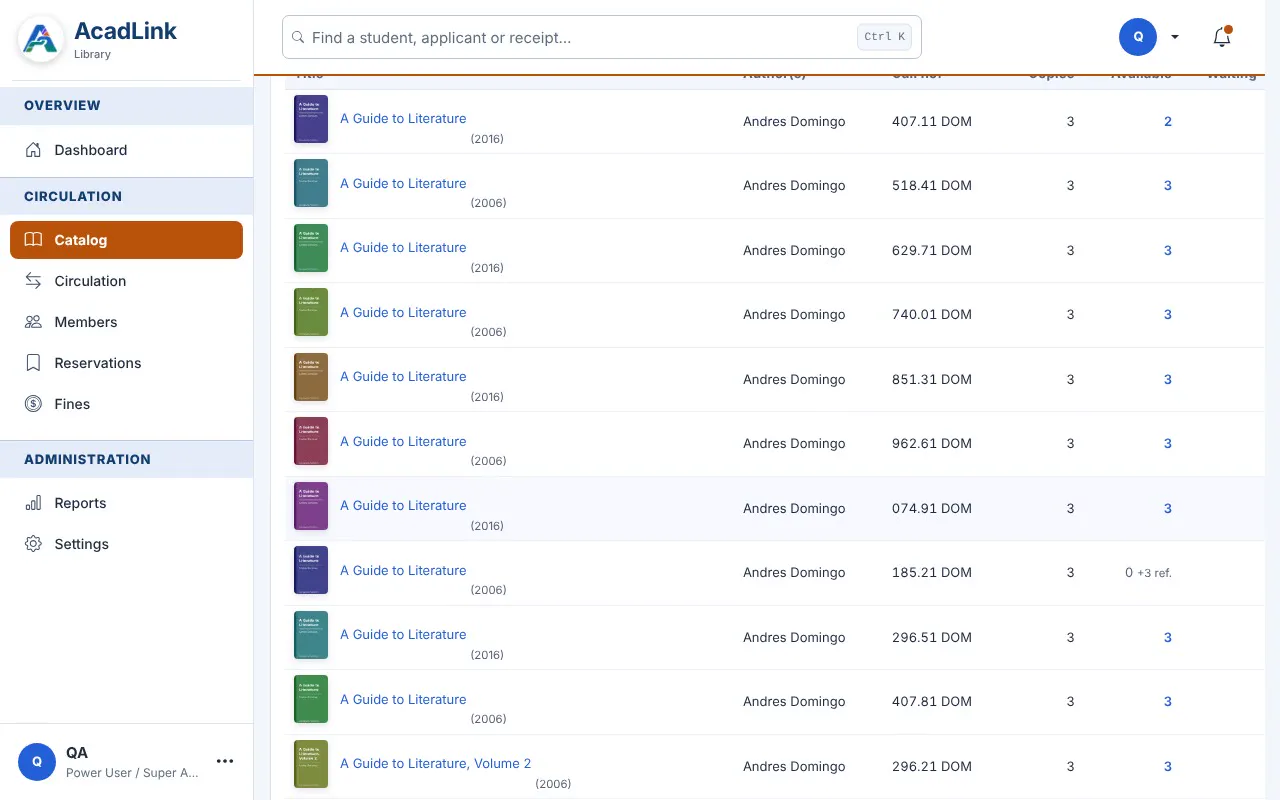 AcadLink
Library
Find a student, applicant or receipt...
Ctrl K
Q
OVERVIEW
Dashboard
CIRCULATION
Catalog
Circulation
Members
Reservations
Fines
ADMINISTRATION
Reports
Settings
Q
QA
Power User / Super A...
Title Author(s) Call no. Copies Available Waiting
A Guide to Literature (2016) Andres Domingo 407.11 DOM 3 2
A Guide to Literature (2006) Andres Domingo 518.41 DOM 3 3
A Guide to Literature (2016) Andres Domingo 629.71 DOM 3 3
A Guide to Literature (2006) Andres Domingo 740.01 DOM 3 3
A Guide to Literature (2016) Andres Domingo 851.31 DOM 3 3
A Guide to Literature (2006) Andres Domingo 962.61 DOM 3 3
A Guide to Literature (2016) Andres Domingo 074.91 DOM 3 3
A Guide to Literature (2006) Andres Domingo 185.21 DOM 3 0 +3 ref.
A Guide to Literature (2016) Andres Domingo 296.51 DOM 3 3
A Guide to Literature (2006) Andres Domingo 407.81 DOM 3 3
A Guide to Literature, Volume 2 (2006) Andres Domingo 296.21 DOM 3 3